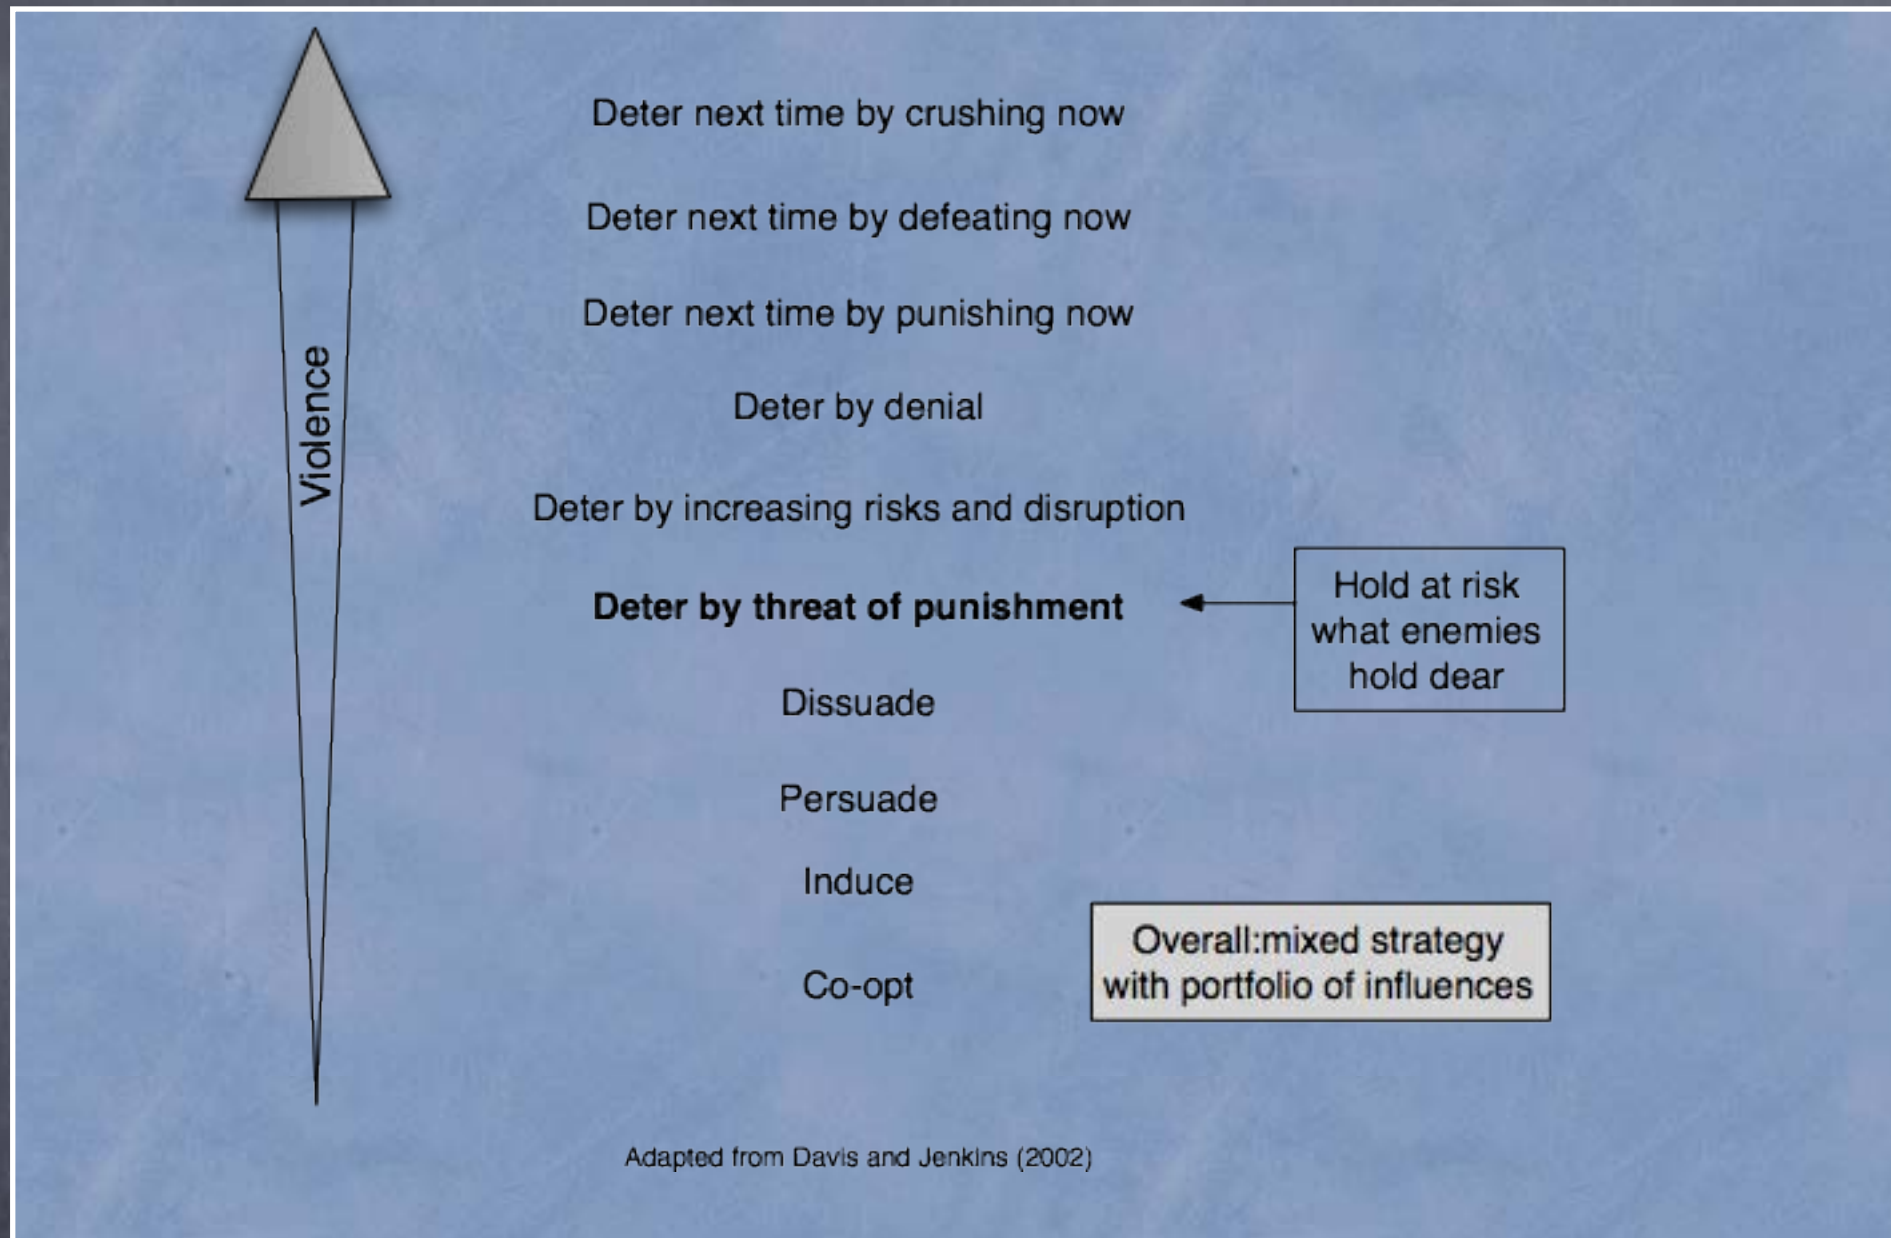 Deter next time by crushing now
Deter next time by defeating now
Deter next time by punishing now
Deter by denial
Violence
Deter by increasing risks and disruption
Deter by threat of punishment
Hold at risk
what enemies
hold dear
Dissuade
Persuade
Induce
Overall:mixed strategy
with portfolio of influences
Co-opt
Adapted from Davis and Jenkins (2002)